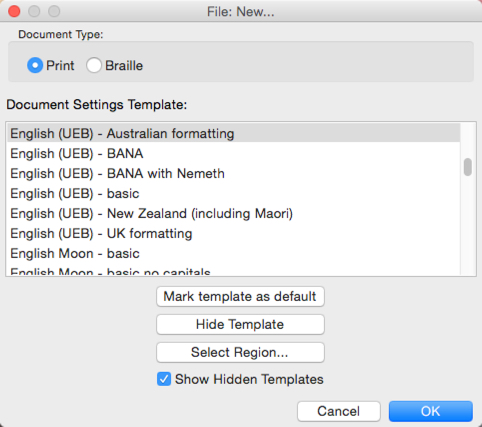 File: New...
Document Type:
Print Braille
Document Settings Template:
English (UEB) - Australian formatting
English (UEB) - BANA
English (UEB) - BANA with Nemeth
English (UEB) - basic
English (UEB) - New Zealand (including Maori)
English (UEB) - UK formatting
English Moon - basic
English Moon - basic no capitals
Mark template as default
Hide Template
Select Region...
Show Hidden Templates
Cancel OK